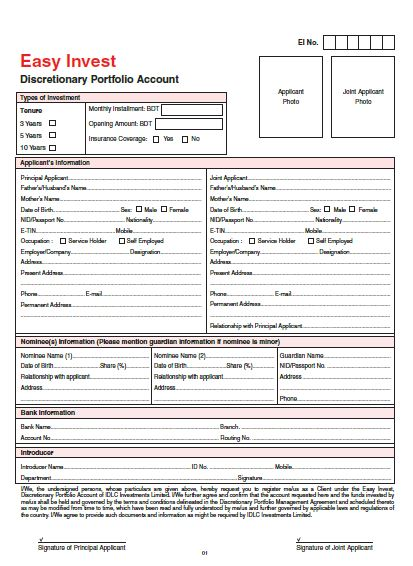 EI No.
Easy Invest
Discretionary Portfolio Account
Applicant Photo
Joint Applicant Photo
Types of Investment
Tenure
3 Years
5 Years
10 Years
Monthly Installment: BDT
Opening Amount: BDT
Insurance Coverage: Yes No
Applicant's Information
Principal Applicant
Father's/Husband's Name
Mother's Name
Date of Birth Sex: Male Female
NID/Passport No Nationality
E-TIN Mobile
Occupation : Service Holder Self Employed
Employer/Company Designation
Address
Present Address
Phone E-mail
Permanent Address
Joint Applicant
Father's/Husband's Name
Mother's Name
Date of Birth Sex: Male Female
NID/Passport No Nationality
E-TIN Mobile
Occupation : Service Holder Self Employed
Employer/Company Designation
Address
Present Address
Phone E-mail
Permanent Address
Relationship with Principal Applicant
Nominee(s) Information (Please mention guardian information if nominee is minor)
Nominee Name (1)
Date of Birth Share (%)
Relationship with applicant
Address
Nominee Name (2)
Date of Birth Share (%)
Relationship with applicant
Address
Guardian Name
NID/Passport No.
Address
Phone
Bank Information
Bank Name Branch
Account No Routing No.
Introducer
Introducer Name ID No. Mobile
Department Signature
I/We, the undersigned persons, whose particulars are given above, hereby request you to register me/us as a Client under the Easy Invest,
Discretionary Portfolio Account of IDLC Investments Limited. I/We further agree and confirm that the account requested here and the funds invested by
me/us shall be held and governed by the terms and conditions delineated in the Discretionary Portfolio Management Agreement and scheduled thereto
as may be modified from time to time, which have been read and fully understood by me/us and further governed by applicable laws and regulations of
the country. I/We agree to provide such documents and information as might be required by IDLC Investments Limited.
√
Signature of Principal Applicant
√
Signature of Joint Applicant
01